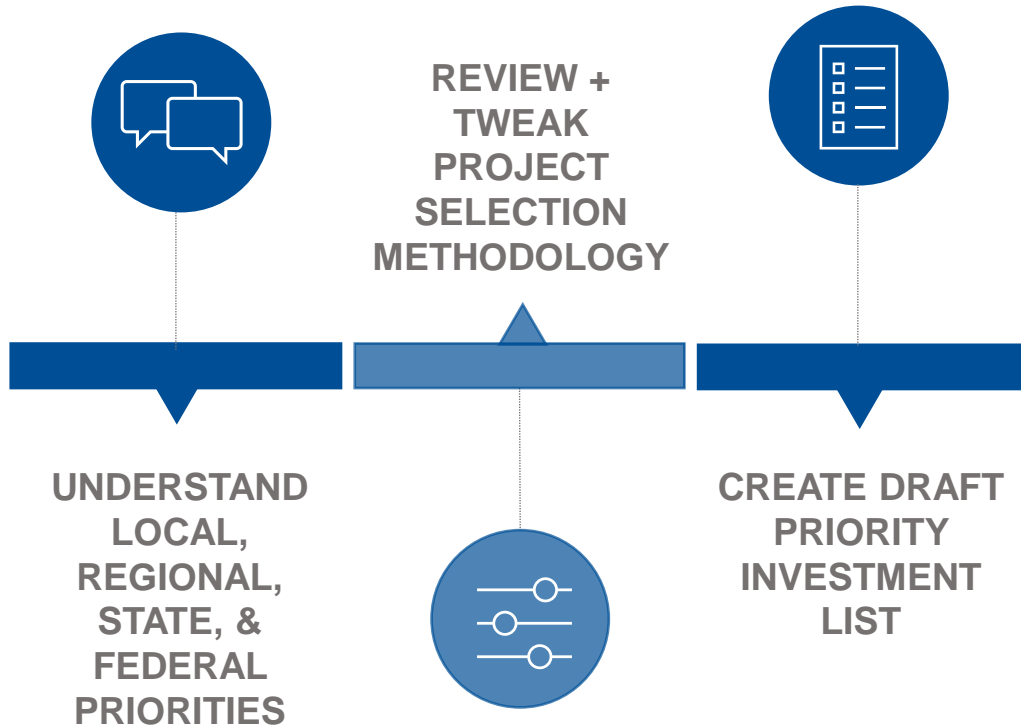 REVIEW +
TWEAK
PROJECT
SELECTION
METHODOLOGY
UNDERSTAND
LOCAL,
REGIONAL,
STATE, &
FEDERAL
PRIORITIES
CREATE DRAFT
PRIORITY
INVESTMENT
LIST